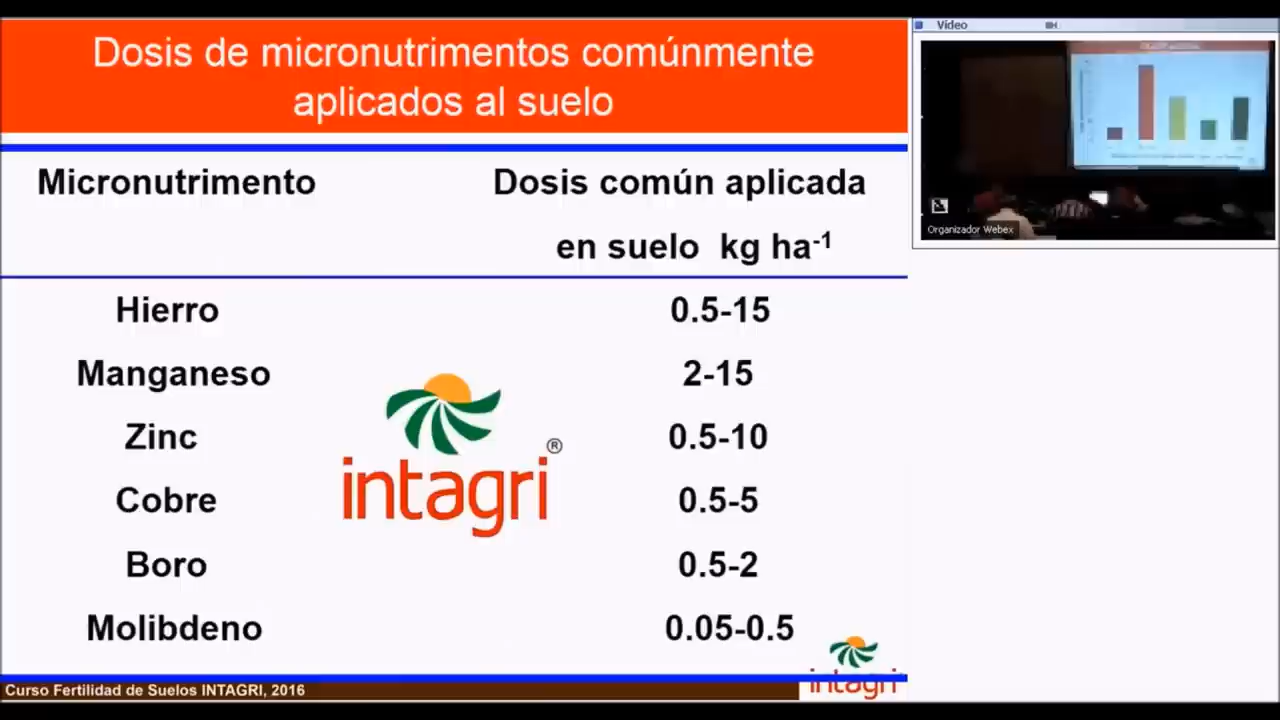 Dosis de micronutrimentos comúnmente
aplicados al suelo
Micronutrimento
Dosis común aplicada
en suelo kg ha-1
Hierro 0.5-15
Manganeso 2-15
Zinc 0.5-10
Cobre 0.5-5
Boro 0.5-2
Molibdeno 0.05-0.5
intagri®
intagri
Curso Fertilidad de Suelos INTAGRI, 2016
Vídeo
Organizador Webex